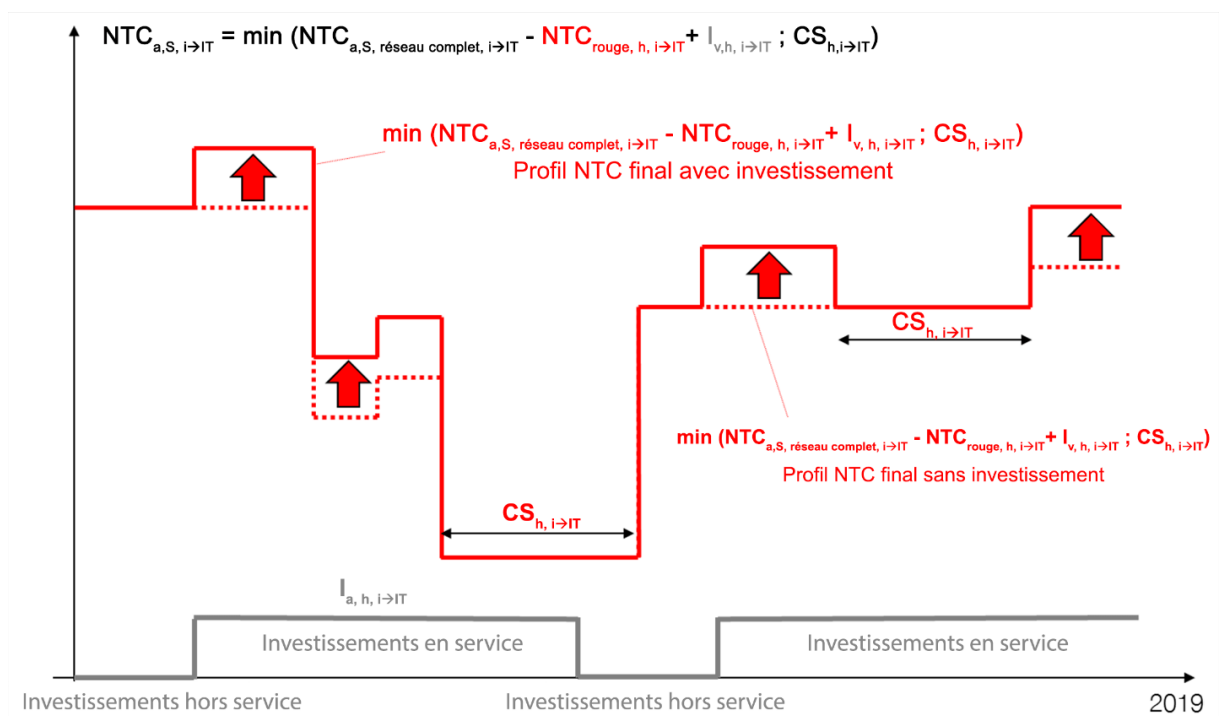 NTCa,S, i→IT = min (NTCa,S, réseau complet, i→IT - NTCrouge, h, i→IT+ Iv,h, i→IT ; CSh,i→IT)
min (NTCa,S, réseau complet, i→IT - NTCrouge, h, i→IT+ Iv, h, i→IT ; CSh, i→IT)
Profil NTC final avec investissement
CSh, i→IT
min (NTCa,S, réseau complet, i→IT - NTCrouge, h, i→IT+ Iv, h, i→IT ; CSh, i→IT)
Profil NTC final sans investissement
CSh, i→IT
Ia, h, i→IT
Investissements en service
Investissements en service
Investissements hors service
Investissements hors service
2019